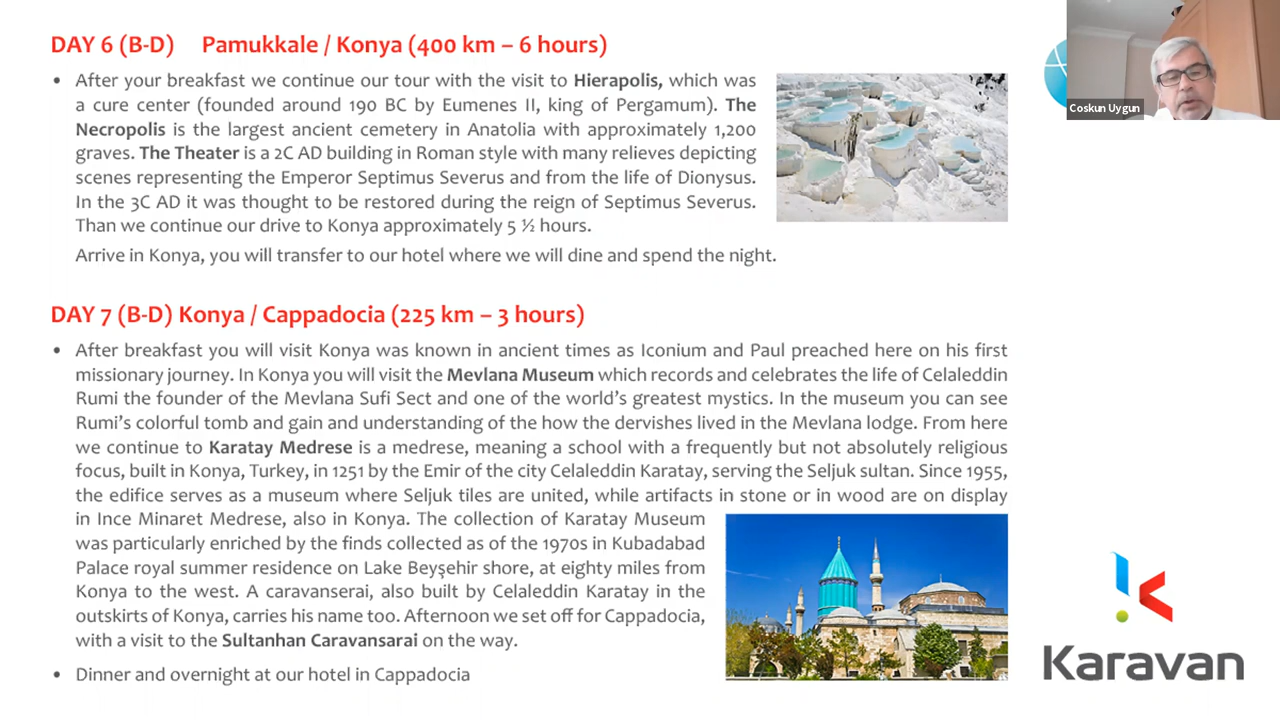 DAY 6 (B-D) Pamukkale / Konya (400 km – 6 hours)
• After your breakfast we continue our tour with the visit to Hierapolis, which was
a cure center (founded around 190 BC by Eumenes II, king of Pergamum). The
Necropolis is the largest ancient cemetery in Anatolia with approximately 1,200
graves. The Theater is a 2C AD building in Roman style with many relieves depicting
scenes representing the Emperor Septimus Severus and from the life of Dionysus.
In the 3C AD it was thought to be restored during the reign of Septimus Severus.
Than we continue our drive to Konya approximately 5 ½ hours.
Arrive in Konya, you will transfer to our hotel where we will dine and spend the night.
Coskun Uygun
DAY 7 (B-D) Konya / Cappadocia (225 km – 3 hours)
• After breakfast you will visit Konya was known in ancient times as Iconium and Paul preached here on his first
missionary journey. In Konya you will visit the Mevlana Museum which records and celebrates the life of Celaleddin
Rumi the founder of the Mevlana Sufi Sect and one of the world's greatest mystics. In the museum you can see
Rumi's colorful tomb and gain and understanding of the how the dervishes lived in the Mevlana lodge. From here
we continue to Karatay Medrese is a medrese, meaning a school with a frequently but not absolutely religious
focus, built in Konya, Turkey, in 1251 by the Emir of the city Celaleddin Karatay, serving the Seljuk sultan. Since 1955,
the edifice serves as a museum where Seljuk tiles are united, while artifacts in stone or in wood are on display
in Ince Minaret Medrese, also in Konya. The collection of Karatay Museum
was particularly enriched by the finds collected as of the 1970s in Kubadabad
Palace royal summer residence on Lake Beyşehir shore, at eighty miles from
Konya to the west. A caravanserai, also built by Celaleddin Karatay in the
outskirts of Konya, carries his name too. Afternoon we set off for Cappadocia,
with a visit to the Sultanhan Caravansarai on the way.
• Dinner and overnight at our hotel in Cappadocia
Karavan